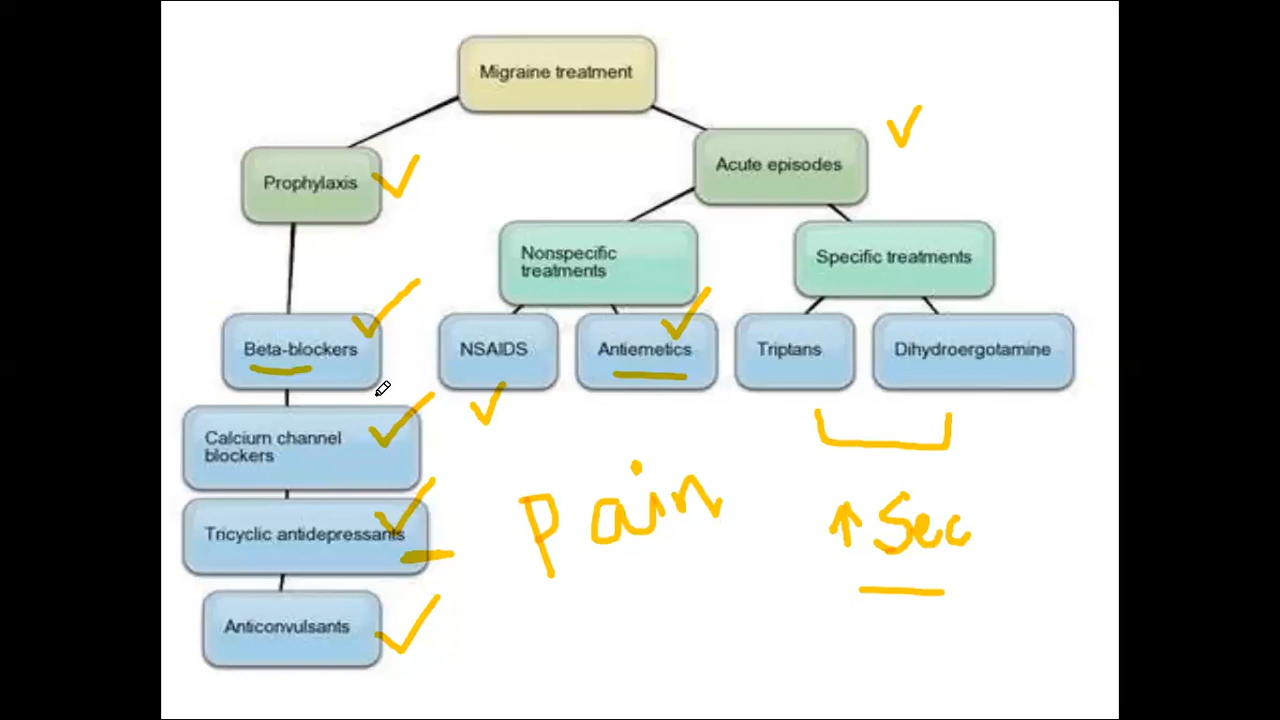 Migraine treatment
Acute episodes
Prophylaxis
Nonspecific
treatments
Specific treatments
Beta-blockers
NSAIDS
Antiemetics
Triptans
Dihydroergotamine
Calcium channel
blockers
Tricyclic antidepressants
Anticonvulsants
Pain
↑ Sec